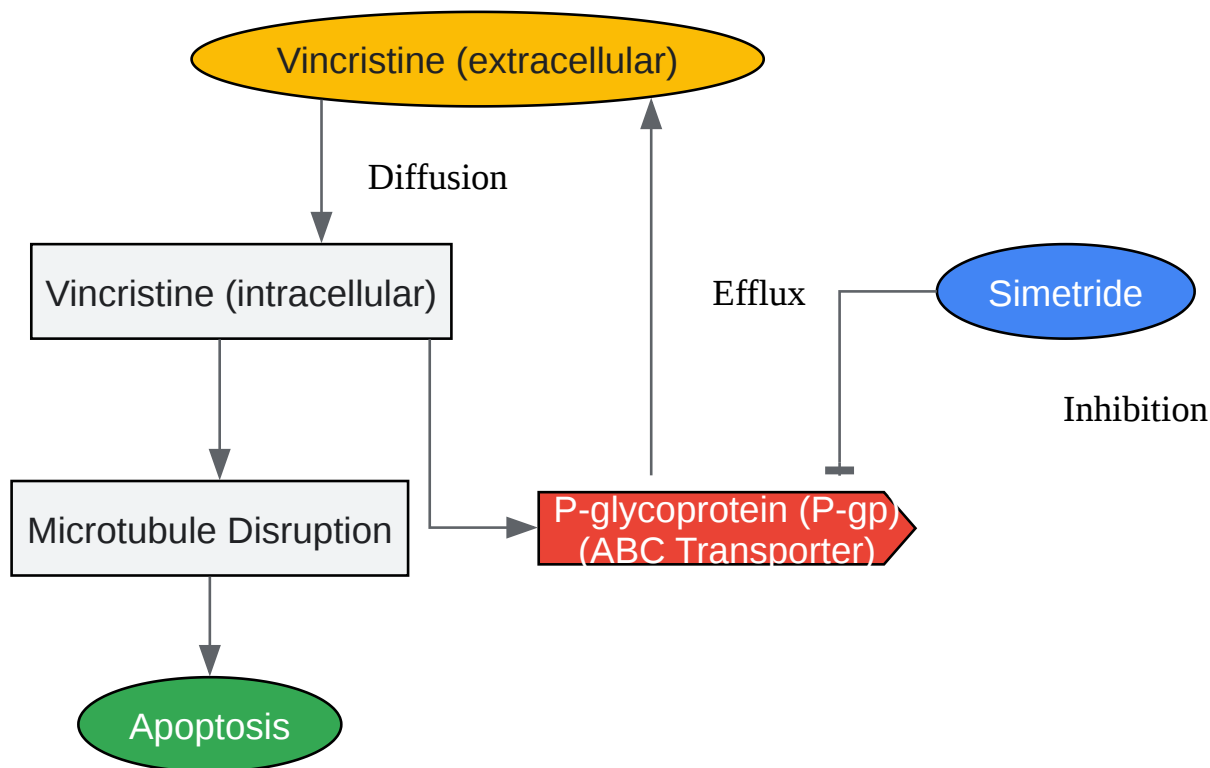 Vincristine (extracellular)
Diffusion
Vincristine (intracellular)
Efflux
Simetride
Inhibition
Microtubule Disruption
P-glycoprotein (P-gp)
(ABC Transporter)
Apoptosis